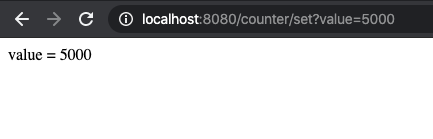 localhost:8080/counter/set?value=5000
value = 5000